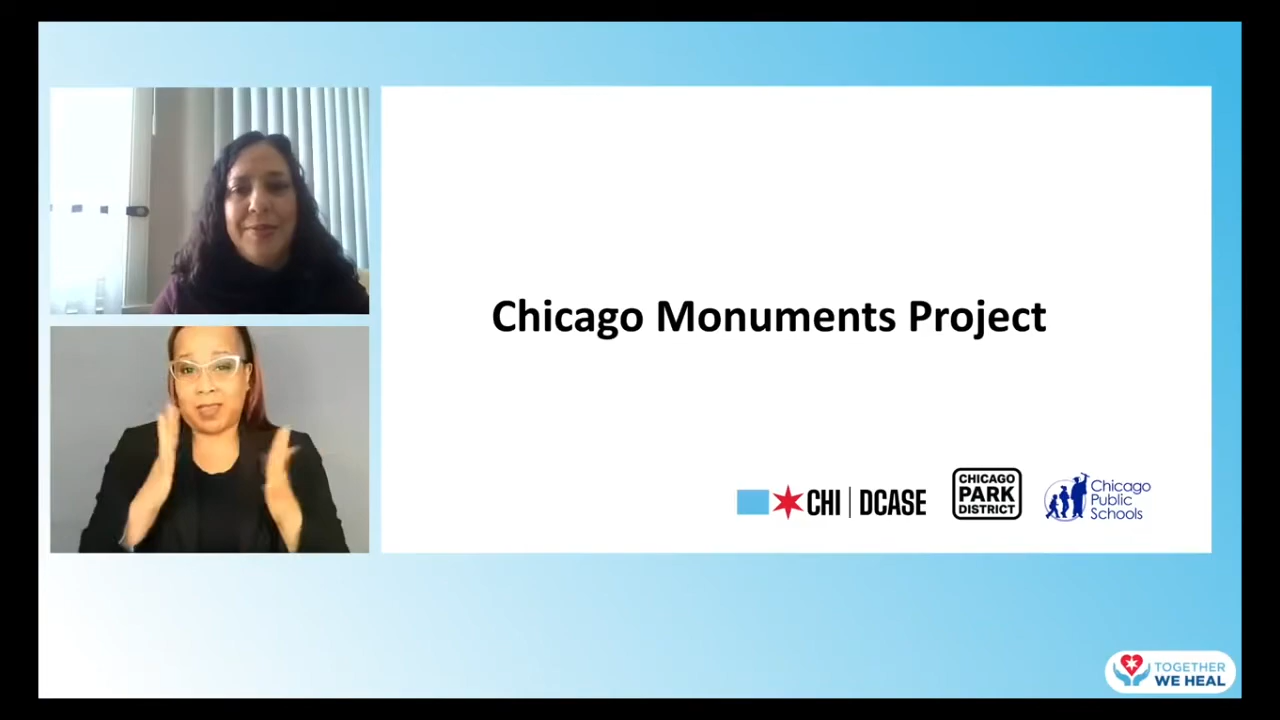 Chicago Monuments Project
CHI | DCASE
CHICAGO
PARK
DISTRICT
Chicago
Public
Schools
TOGETHER
WE HEAL